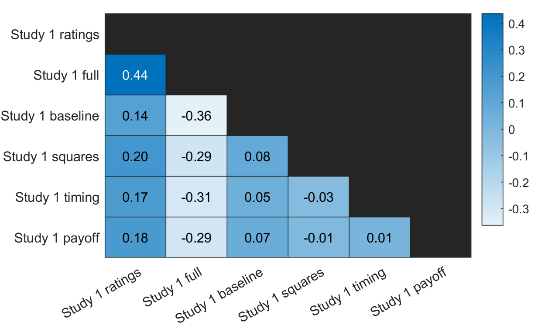 Study 1 ratings
Study 1 full 0.44
Study 1 baseline 0.14 -0.36
Study 1 squares 0.20 -0.29 0.08
Study 1 timing 0.17 -0.31 0.05 -0.03
Study 1 payoff 0.18 -0.29 0.07 -0.01 0.01
Study 1 ratings
Study 1 full
Study 1 baseline
Study 1 squares
Study 1 timing
Study 1 payoff
0.4
0.3
0.2
0.1
0
-0.1
-0.2
-0.3